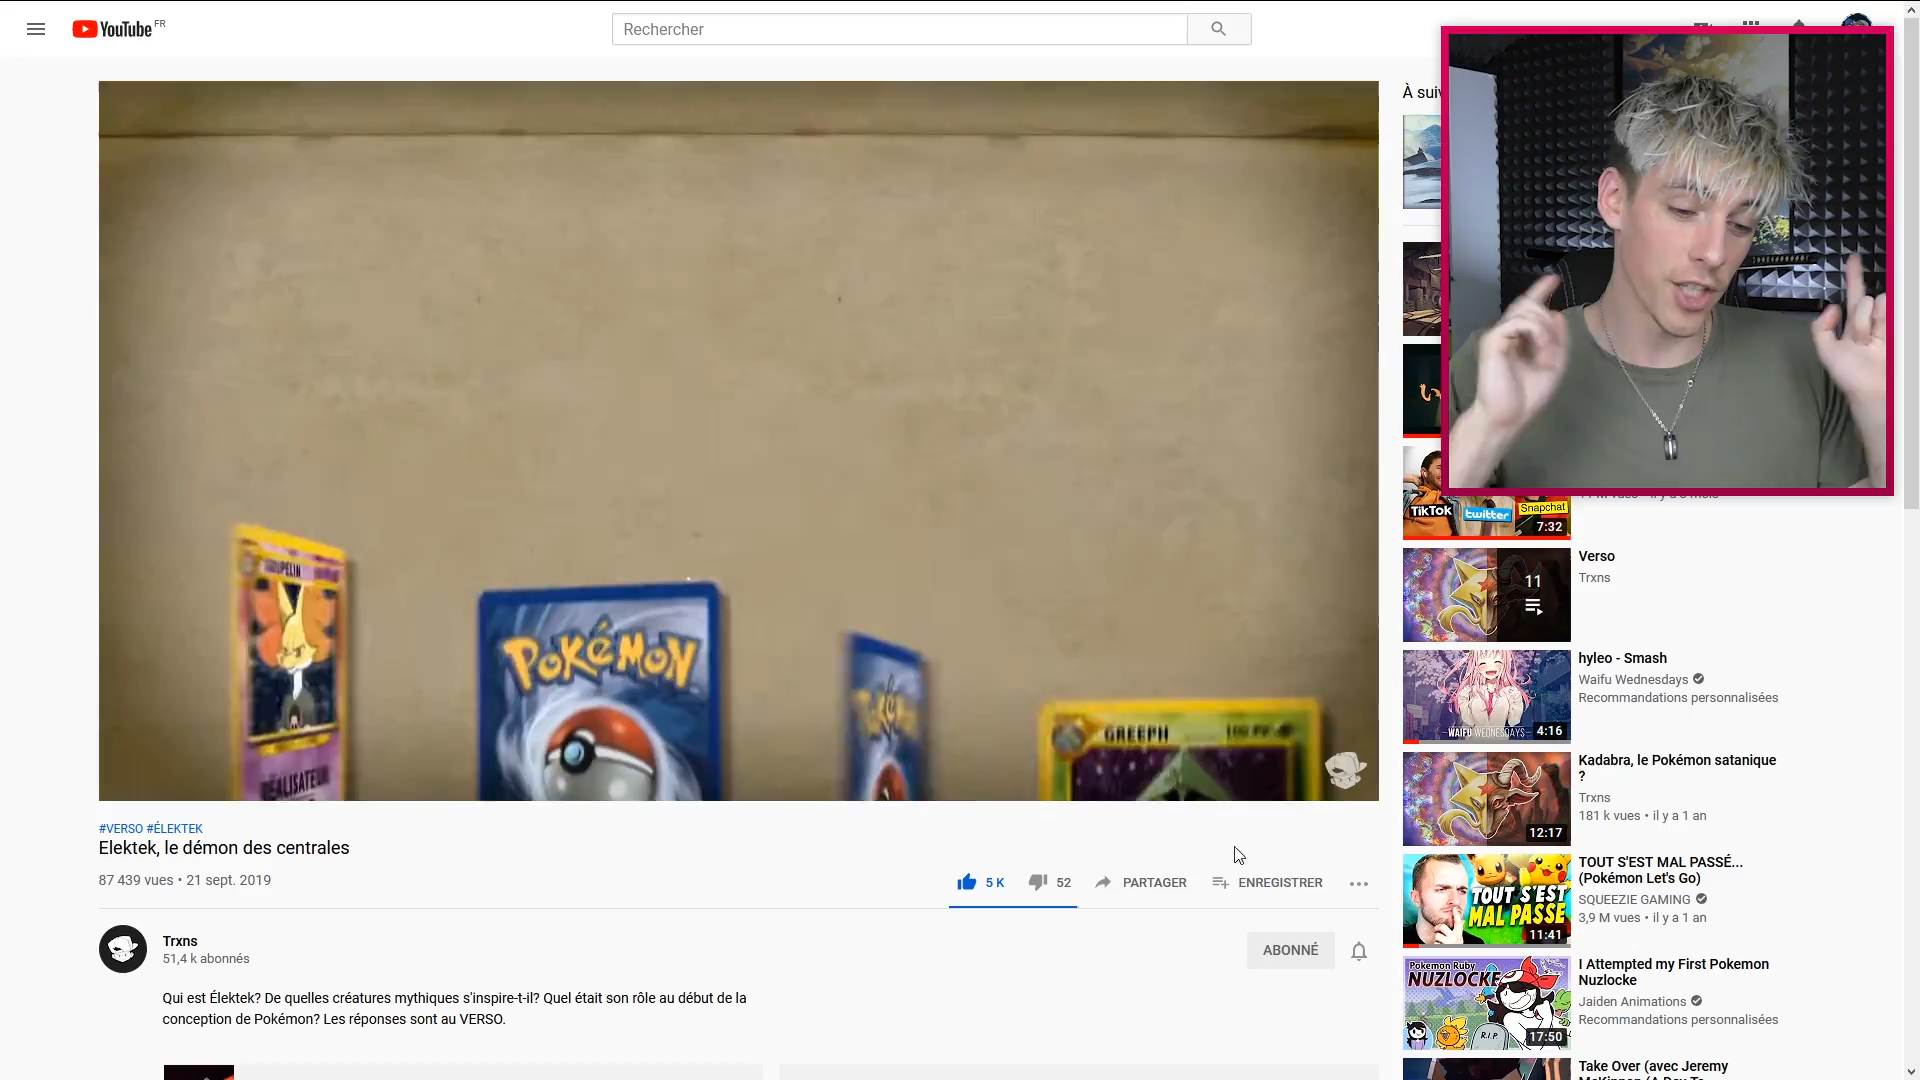 YouTube FR
Rechercher
À suiv
POKÉMON
GREEPH
RÉALISATEUR
#VERSO #ÉLEKTEK
Elektek, le démon des centrales
87 439 vues • 21 sept. 2019
5 K
52
PARTAGER
ENREGISTRER
Trxns
51,4 k abonnés
ABONNÉ
Qui est Élektek? De quelles créatures mythiques s'inspire-t-il? Quel était son rôle au début de la
conception de Pokémon? Les réponses sont au VERSO.
TikTok
twitter
Snapchat
7:32
11
Verso
Trxns
WAIFU WEDNESDAYS
4:16
hyleo - Smash
Waifu Wednesdays
Recommandations personnalisées
12:17
Kadabra, le Pokémon satanique
?
Trxns
181 k vues • il y a 1 an
TOUT S'EST
MAL PASSÉ
11:41
TOUT S'EST MAL PASSÉ...
(Pokémon Let's Go)
SQUEEZIE GAMING
3,9 M vues • il y a 1 an
Pokemon Ruby
NUZLOCKE
R.I.P
17:50
I Attempted my First Pokemon
Nuzlocke
Jaiden Animations
Recommandations personnalisées
Take Over (avec Jeremy